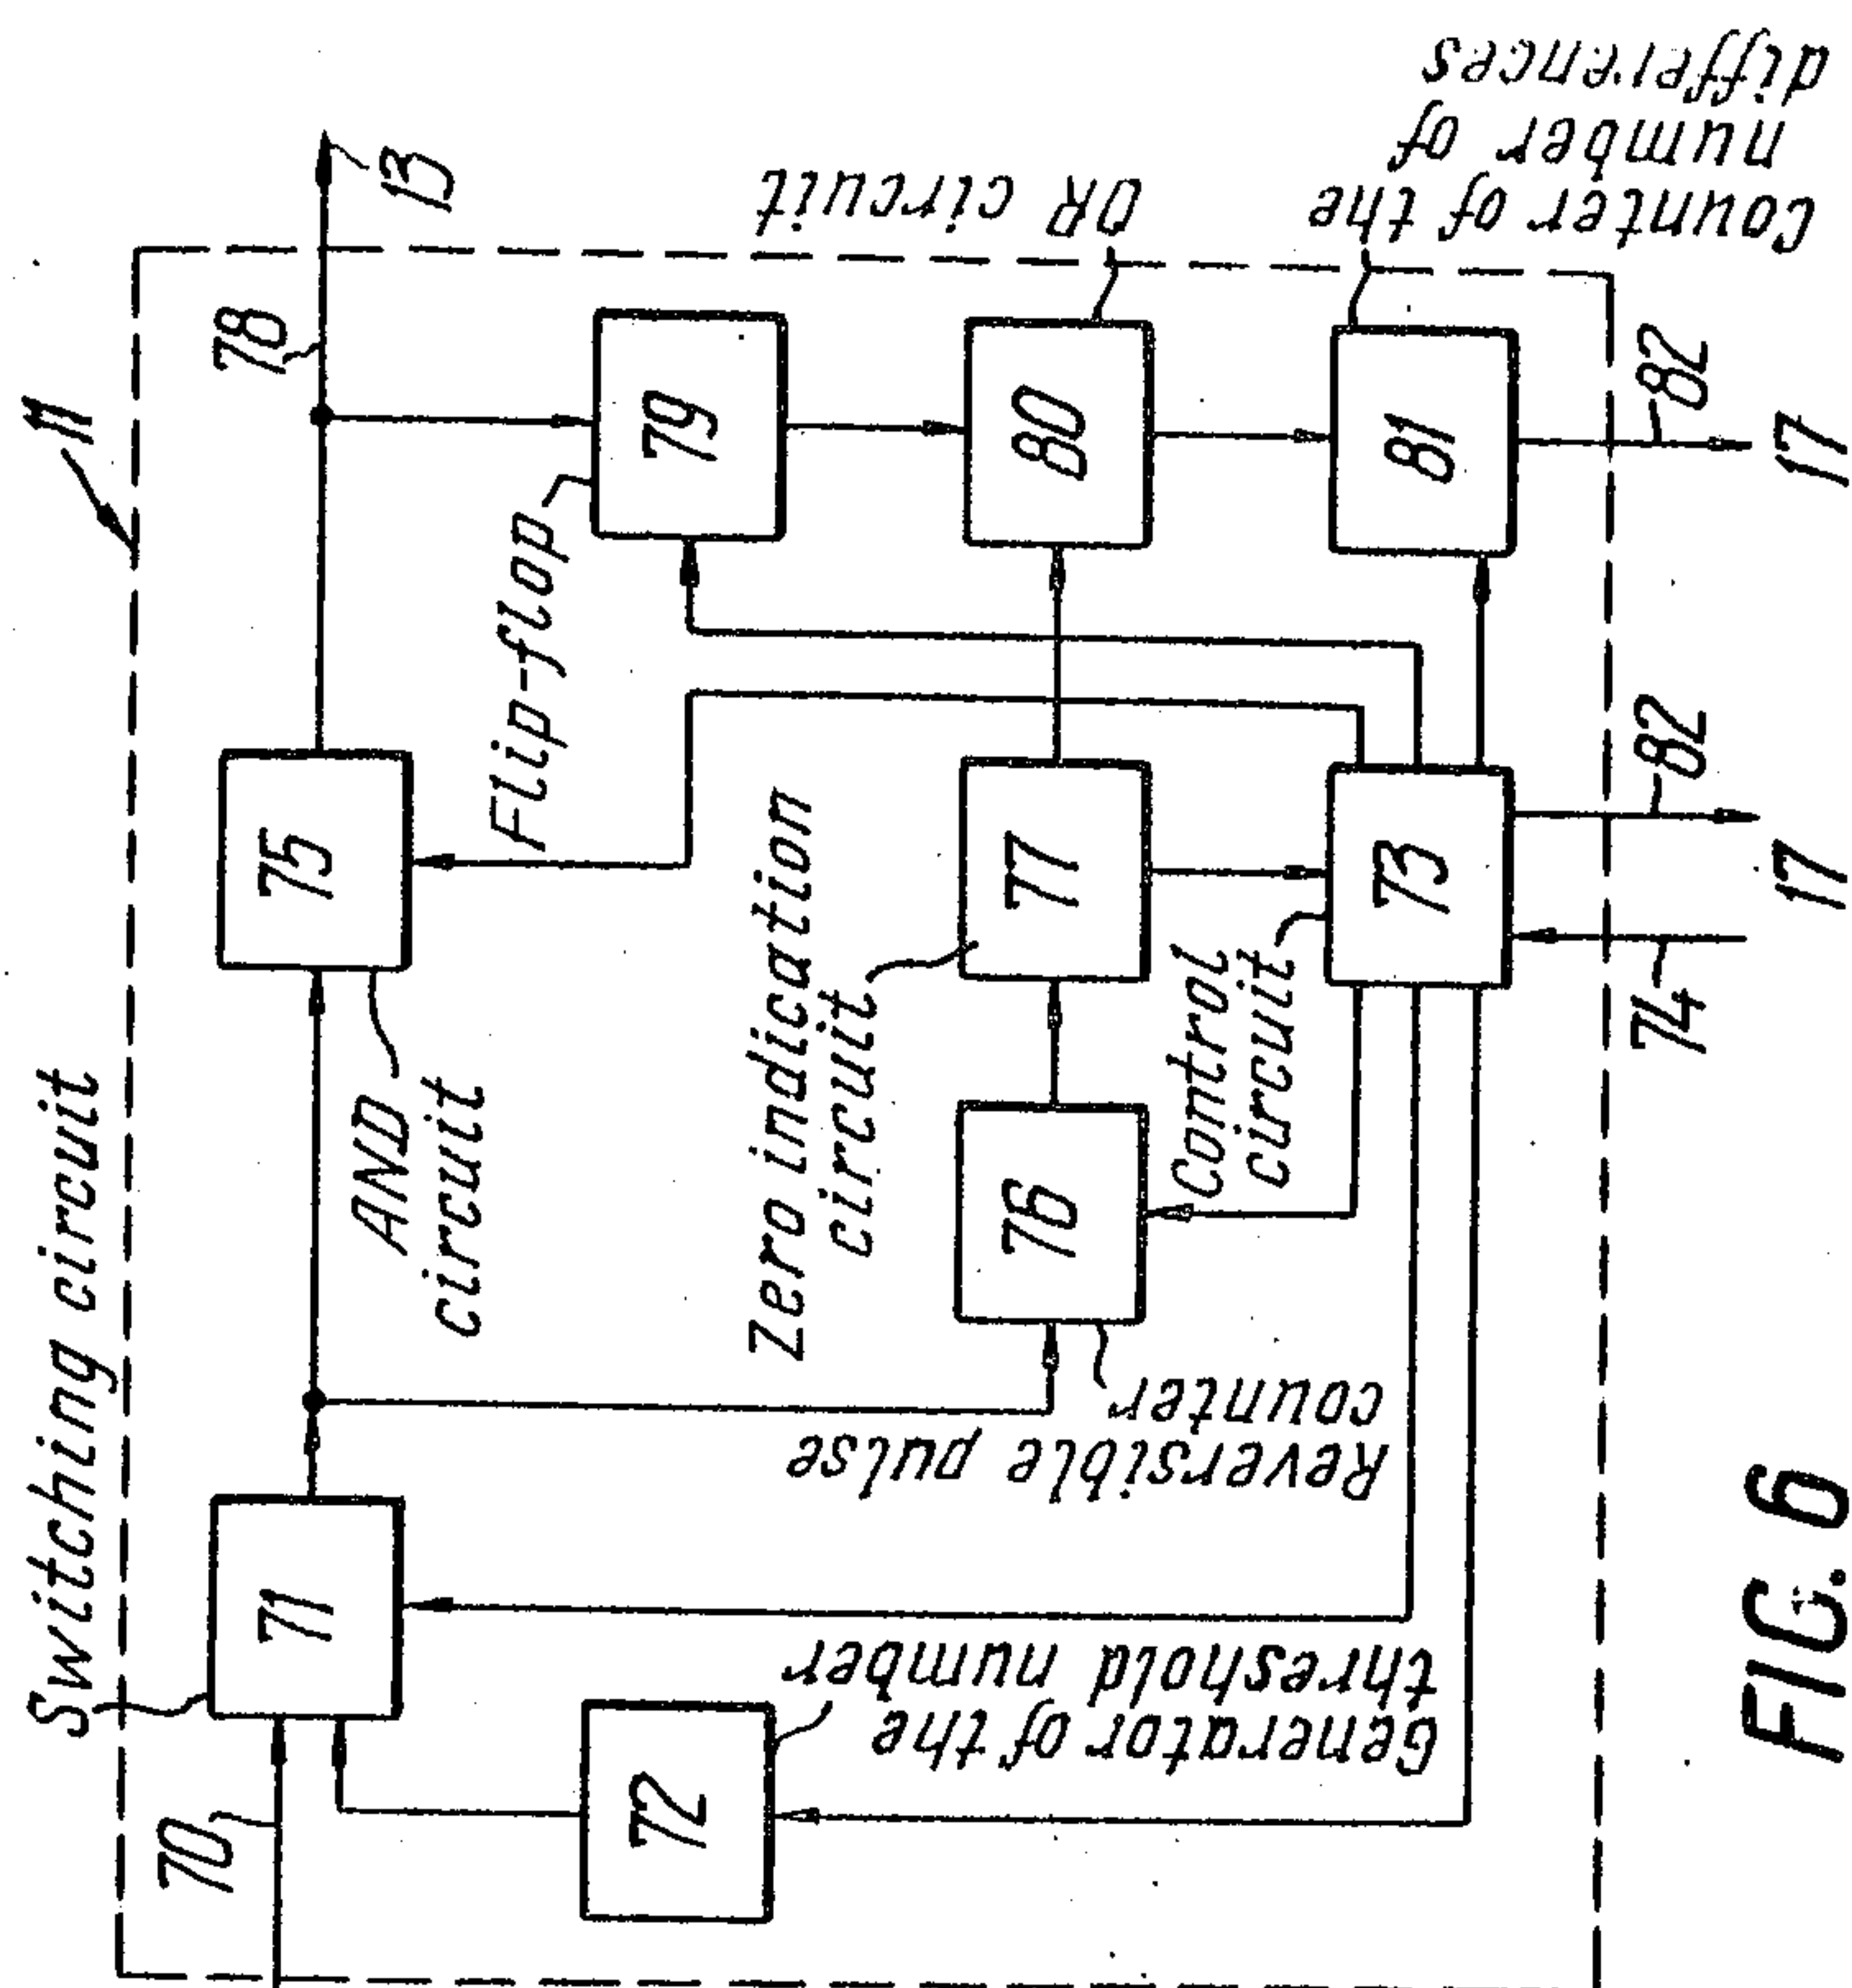 Switching circuit
11
70
71
78
13
75
AND
circuit
72
Generator of the
threshold number
Flip-flop
79
Reversible pulse
counter
76
Zero indication
circuit
77
80
OR circuit
Control
circuit
73
81
Counter of the
number of
differences
74
82
82
17
17
FIG. 6